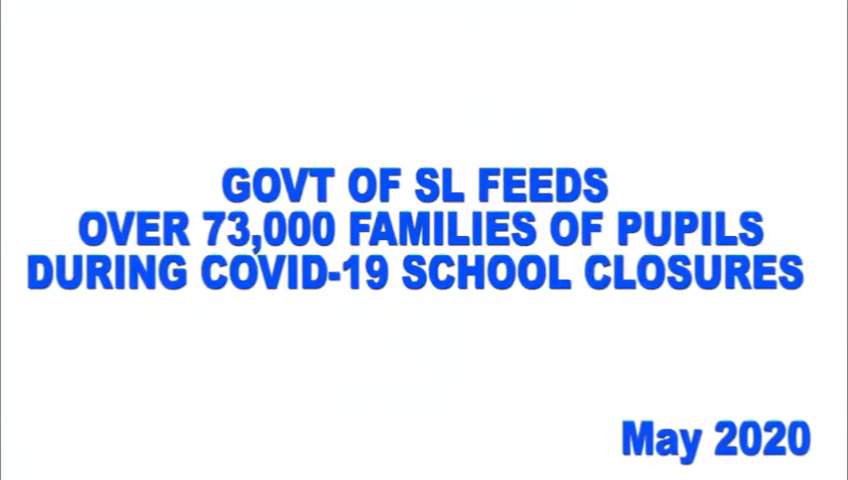 GOVT OF SL FEEDS
OVER 73,000 FAMILIES OF PUPILS
DURING COVID-19 SCHOOL CLOSURES
May 2020